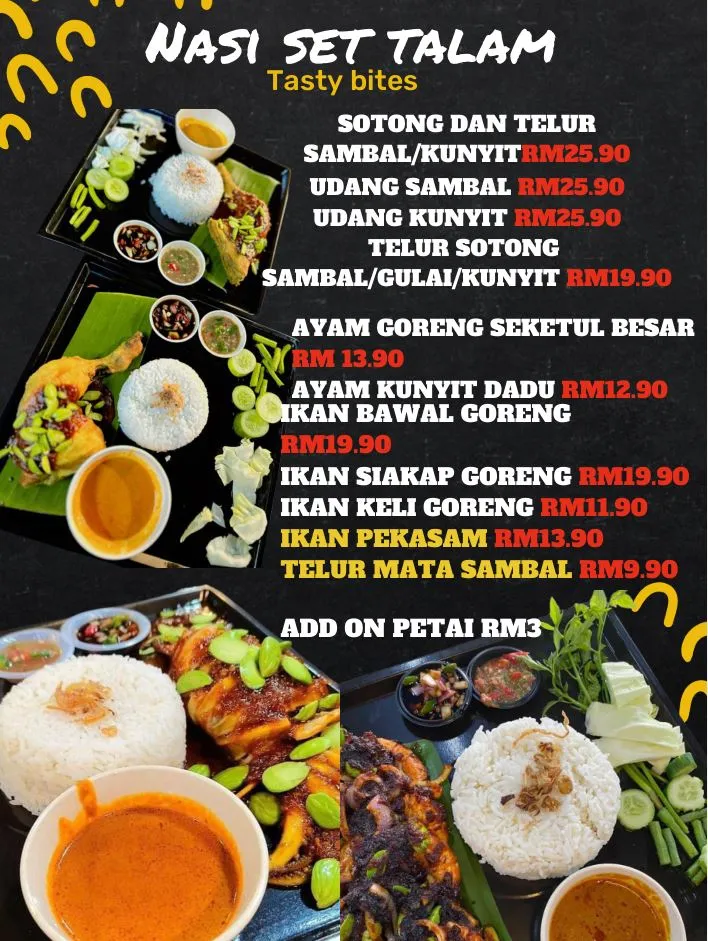 NASI SET TALAM
Tasty bites
SOTONG DAN TELUR
SAMBAL/KUNYITRM25.90
UDANG SAMBAL RM25.90
UDANG KUNYIT RM25.90
TELUR SOTONG
SAMBAL/GULAI/KUNYIT RM19.90
AYAM GORENG SEKETUL BESAR
RM 13.90
AYAM KUNYIT DADU RM12.90
IKAN BAWAL GORENG
RM19.90
IKAN SIAKAP GORENG RM19.90
IKAN KELI GORENG RM11.90
IKAN PEKASAM RM13.90
TELUR MATA SAMBAL RM9.90
ADD ON PETAI RM3